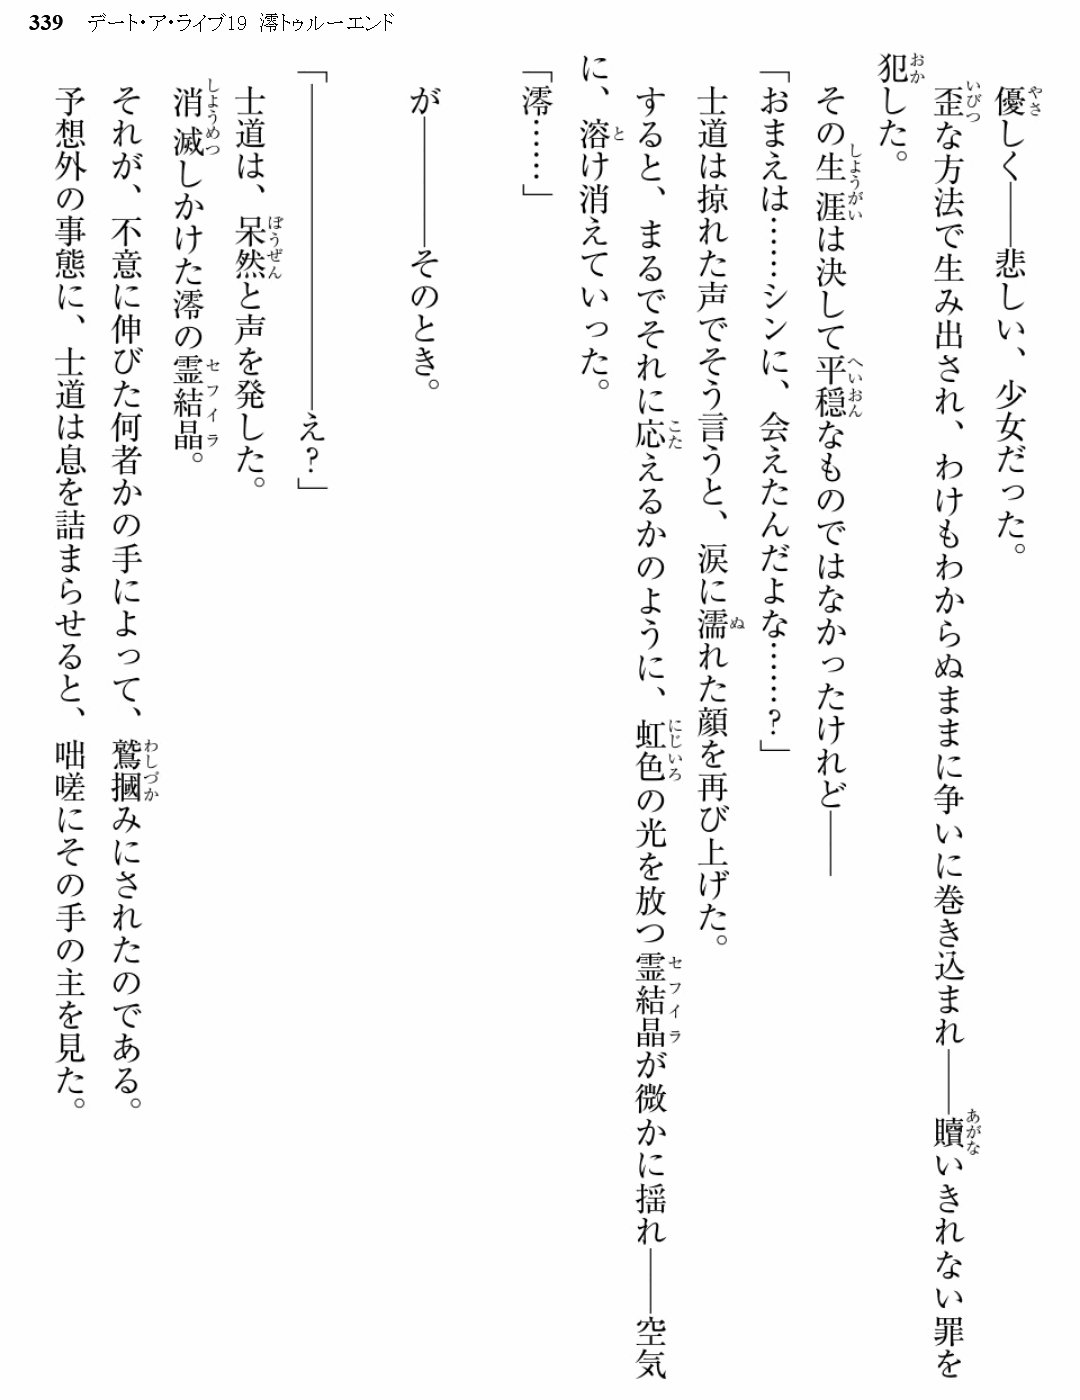 339 デート・ア・ライブ19 澪トゥルーエンド
優しく――悲しい、少女だった。
歪な方法で生み出され、わけもわからぬままに争いに巻き込まれ――贖いきれない罪を
犯した。
その生涯は決して平穏なものではなかったけれど――
「おまえは……シンに、会えたんだよな……?」
士道は掠れた声でそう言うと、涙に濡れた顔を再び上げた。
すると、まるでそれに応えるかのように、虹色の光を放つ霊結晶が微かに揺れ――空気
に、溶け消えていった。
「澪……」
が――――そのとき。
「――――――――――え?」
士道は、呆然と声を発した。
消滅しかけた澪の霊結晶。
それが、不意に伸びた何者かの手によって、鷲摑みにされたのである。
予想外の事態に、士道は息を詰まらせると、咄嗟にその手の主を見た。